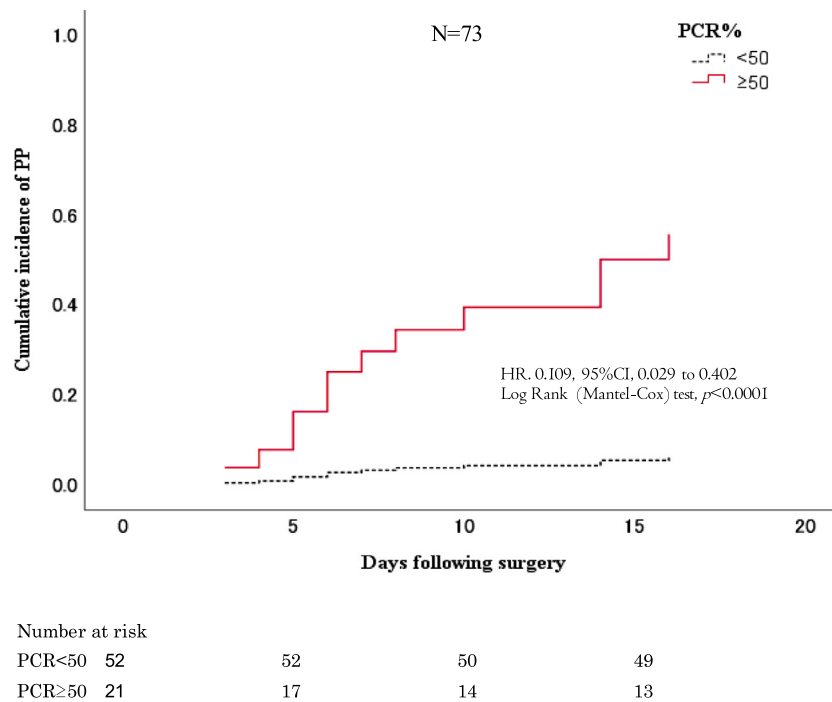 N=73
PCR%
<50
≥50
1.0
0.8
0.6
0.4
0.2
0.0
Cumulative incidence of PP
HR. 0.109, 95%CI, 0.029 to 0.402
Log Rank (Mantel-Cox) test, p<0.0001
0 5 10 15 20
Days following surgery
Number at risk
PCR<50 52 52 50 49
PCR≥50 21 17 14 13